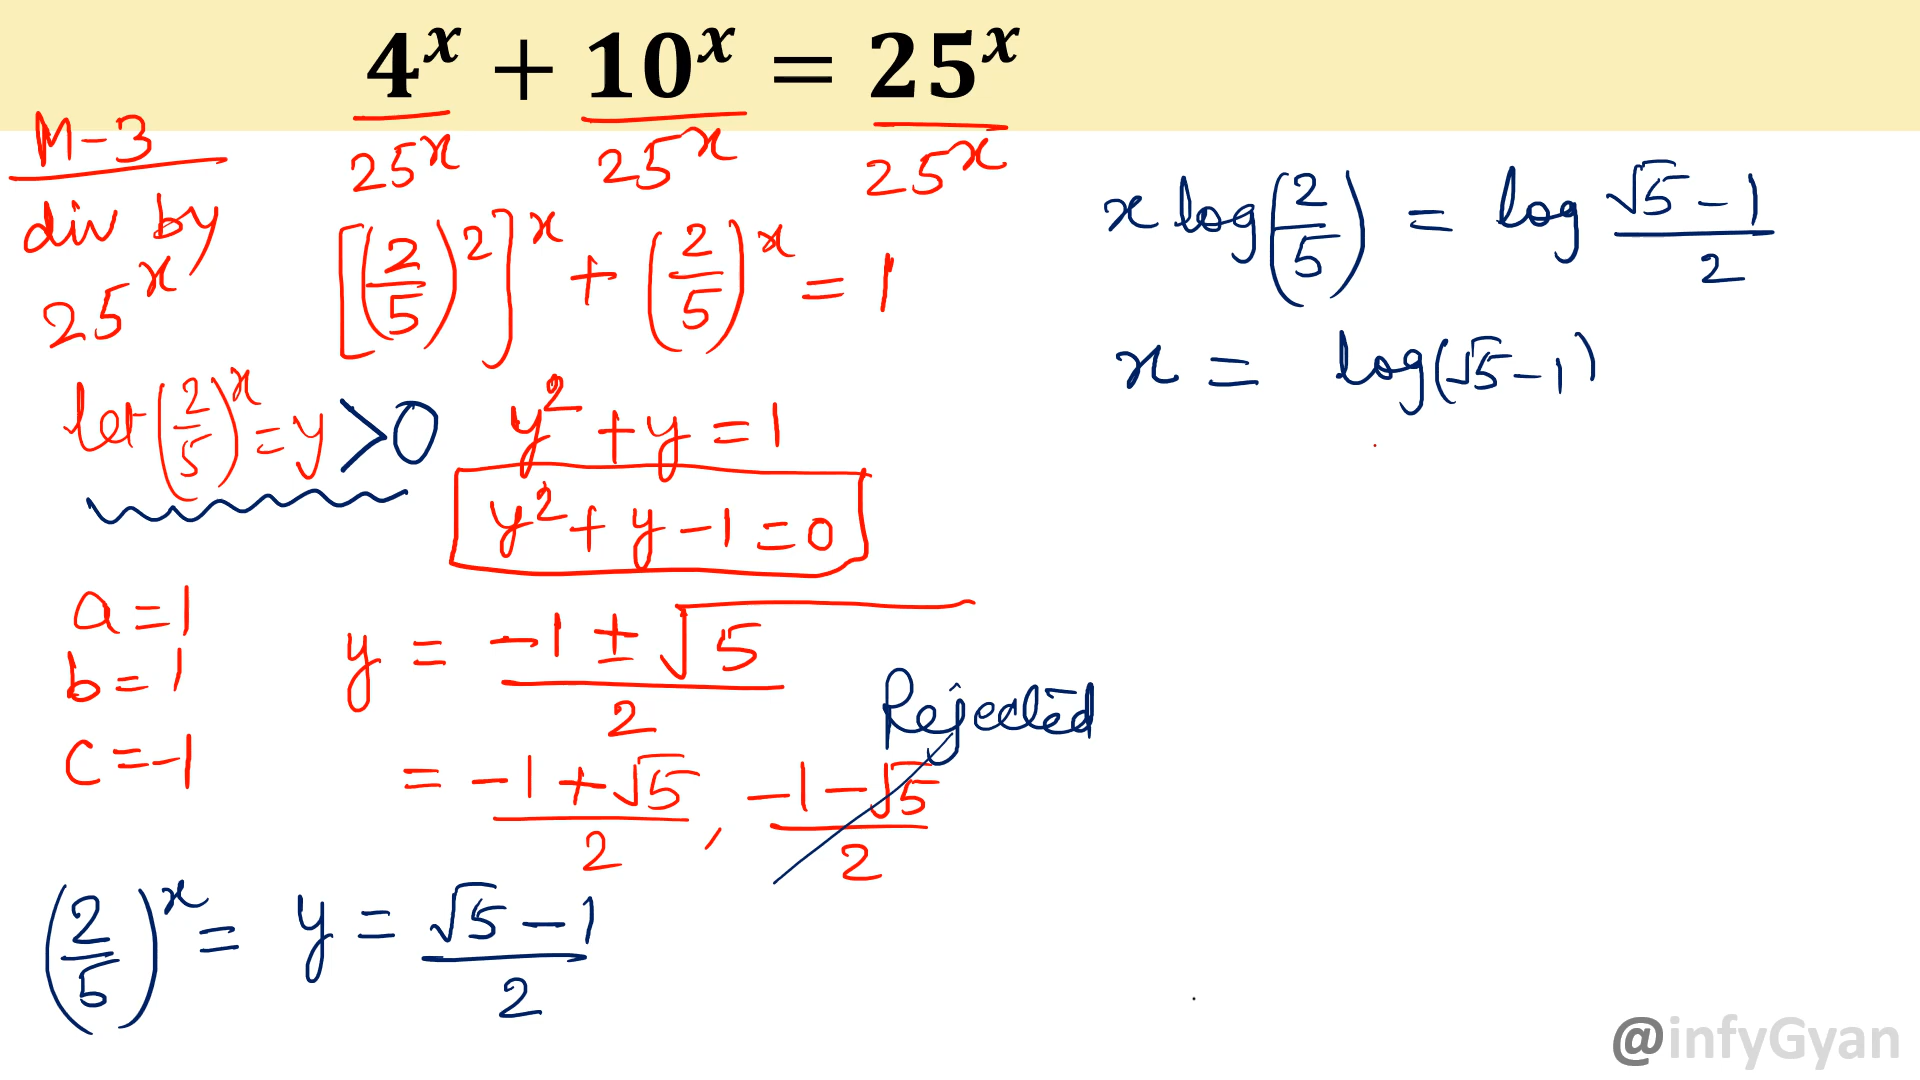 4^x + 10^x = 25^x
M-3
div by
25^x
25^x 25^x 25^x
[(2/5)^2]^x + (2/5)^x = 1
let (2/5)^x = y > 0
y^2 + y = 1
y^2 + y - 1 = 0
a = 1
b = 1
c = -1
y = (-1 ± √5)/2
= (-1 + √5)/2 , (-1 - √5)/2
Rejected
(2/5)^x = y = (√5 - 1)/2
x log(2/5) = log (√5 - 1)/2
x = log(√5 - 1)
@infyGyan